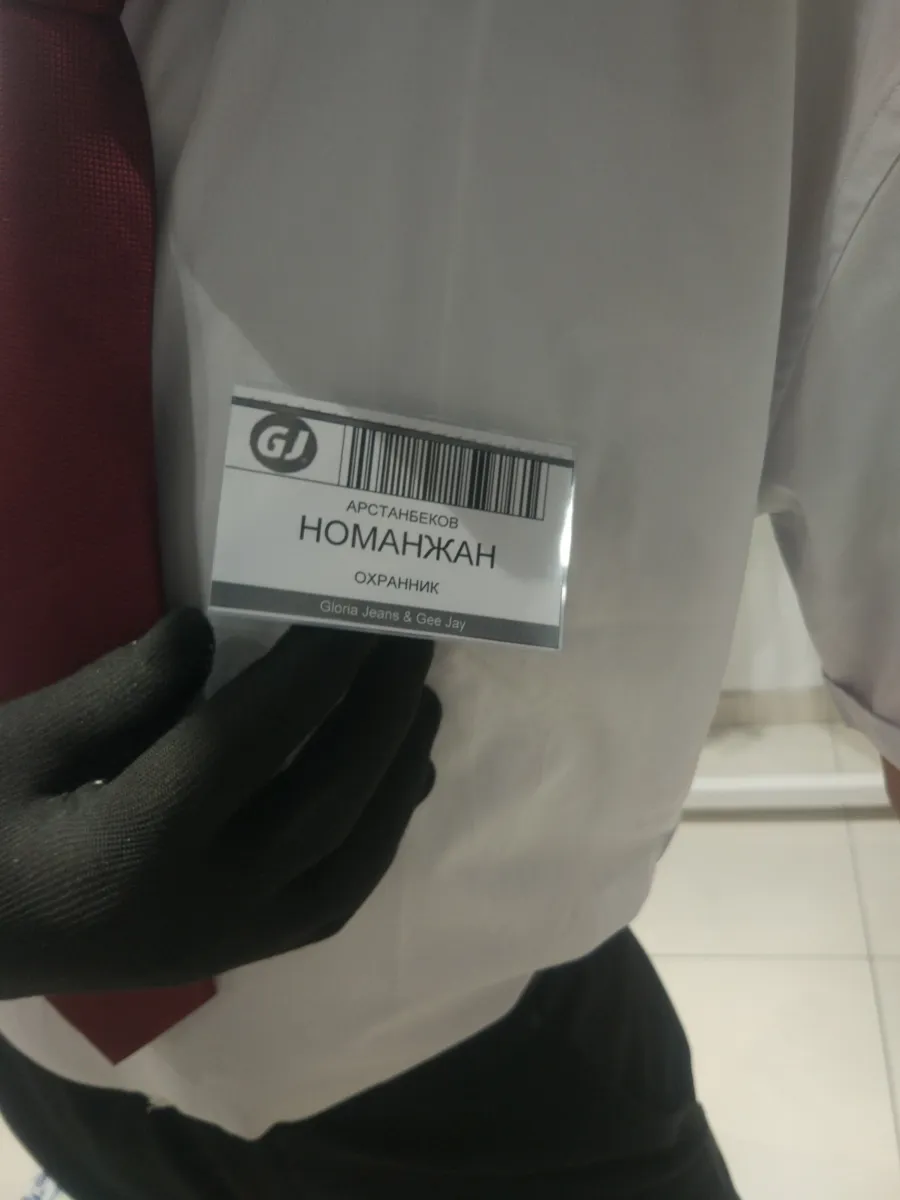 GJ
АРСТАНБЕКОВ
НОМАНЖАН
ОХРАННИК
Gloria Jeans & Gee Jay